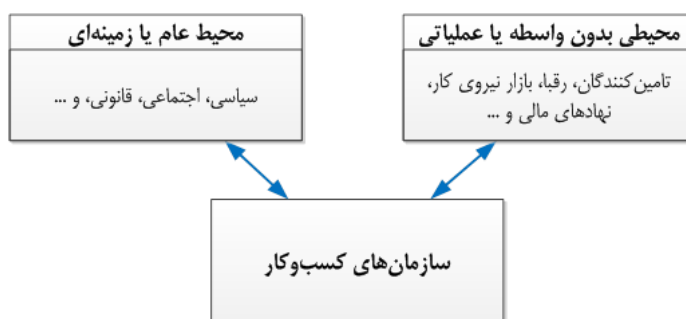 محیطی بدون واسطه یا عملیاتی
تامین‌کنندگان، رقبا، بازار نیروی کار،
نهادهای مالی و ...
محیط عام یا زمینه‌ای
سیاسی، اجتماعی، قانونی، و ...
سازمان‌های کسب‌وکار